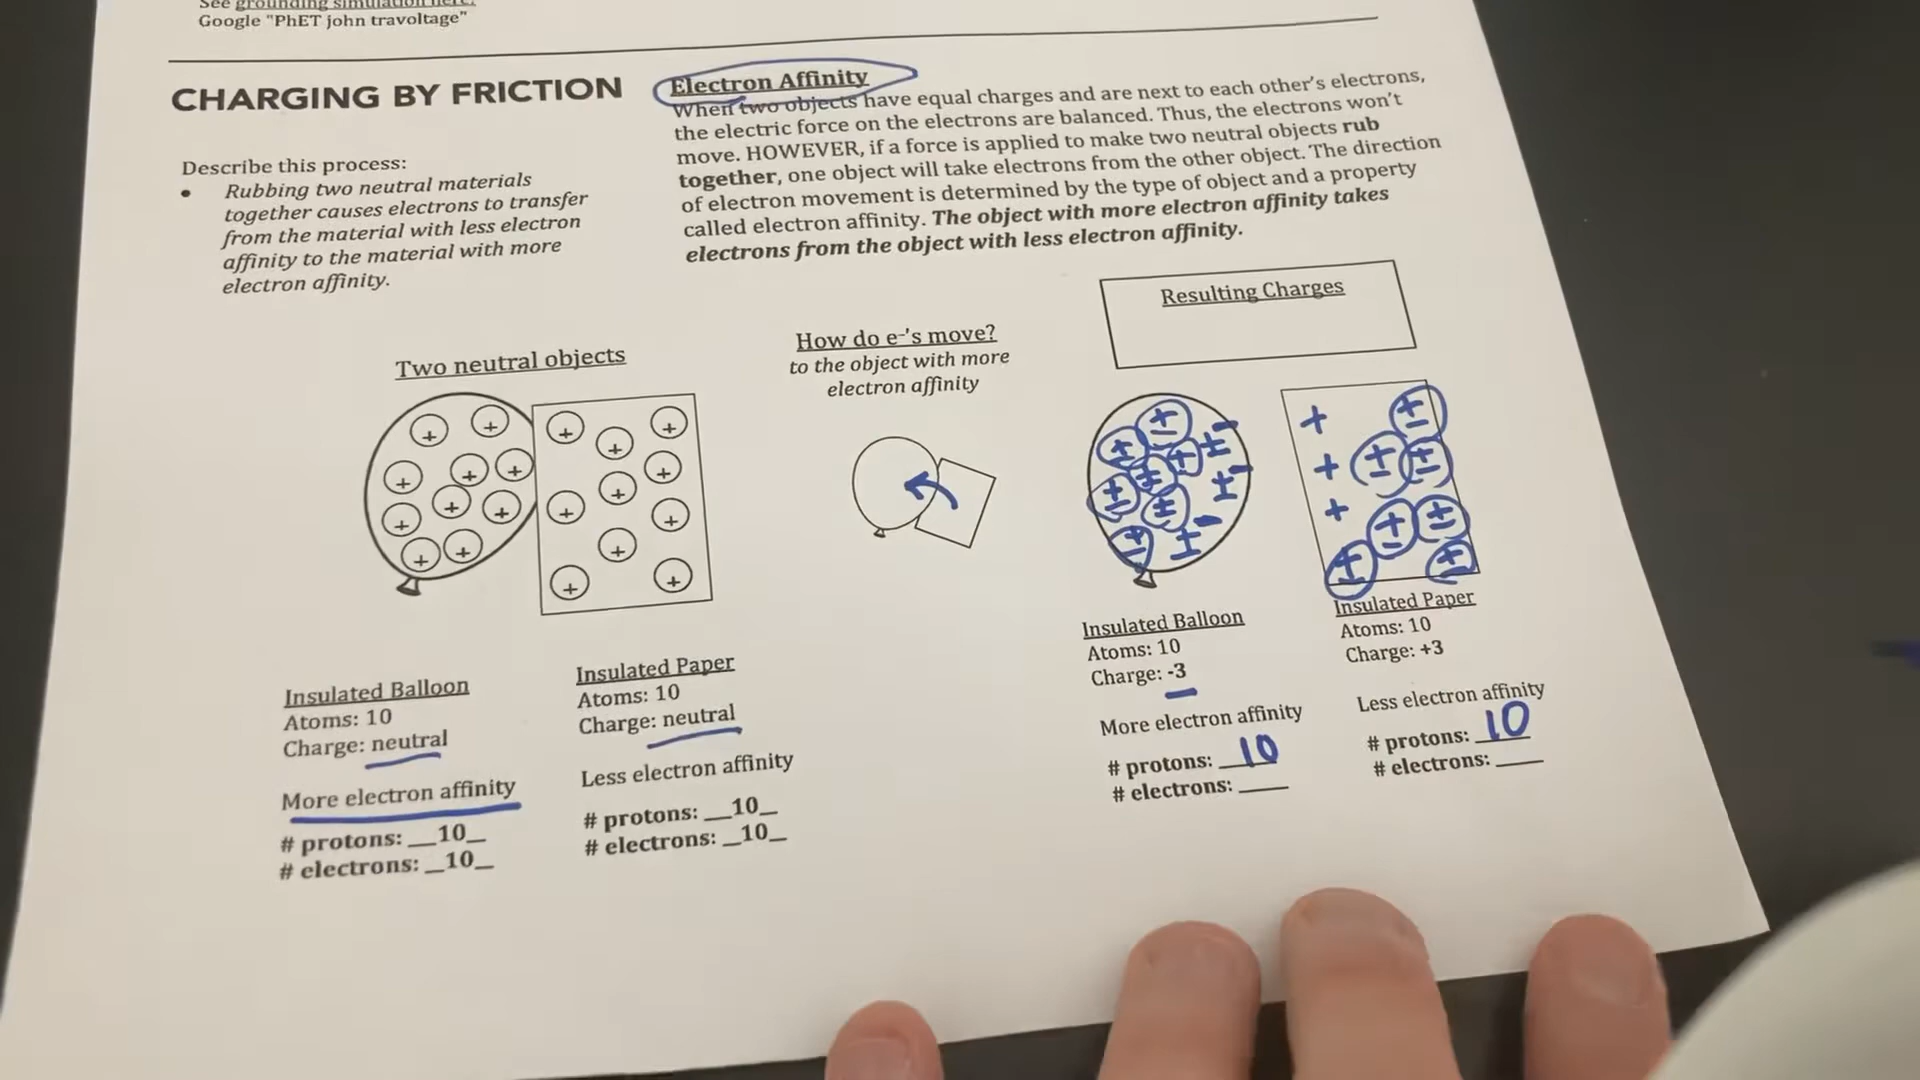 See grounding simulation here.
Google "PhET john travoltage"
CHARGING BY FRICTION
Describe this process:
• Rubbing two neutral materials
together causes electrons to transfer
from the material with less electron
affinity to the material with more
electron affinity.
Electron Affinity
When two objects have equal charges and are next to each other's electrons,
the electric force on the electrons are balanced. Thus, the electrons won't
move. HOWEVER, if a force is applied to make two neutral objects rub
together, one object will take electrons from the other object. The direction
of electron movement is determined by the type of object and a property
called electron affinity. The object with more electron affinity takes
electrons from the object with less electron affinity.
Two neutral objects
+ + + + + + + + + +
+ + + + + + + + + +
Insulated Balloon
Atoms: 10
Charge: neutral
More electron affinity
# protons: __10_
# electrons: _10_
Insulated Paper
Atoms: 10
Charge: neutral
Less electron affinity
# protons: __10_
# electrons: _10_
How do e-'s move?
to the object with more
electron affinity
Resulting Charges
Insulated Balloon
Atoms: 10
Charge: -3
More electron affinity
# protons: 10
# electrons: ____
Insulated Paper
Atoms: 10
Charge: +3
Less electron affinity
# protons: 10
# electrons: ____